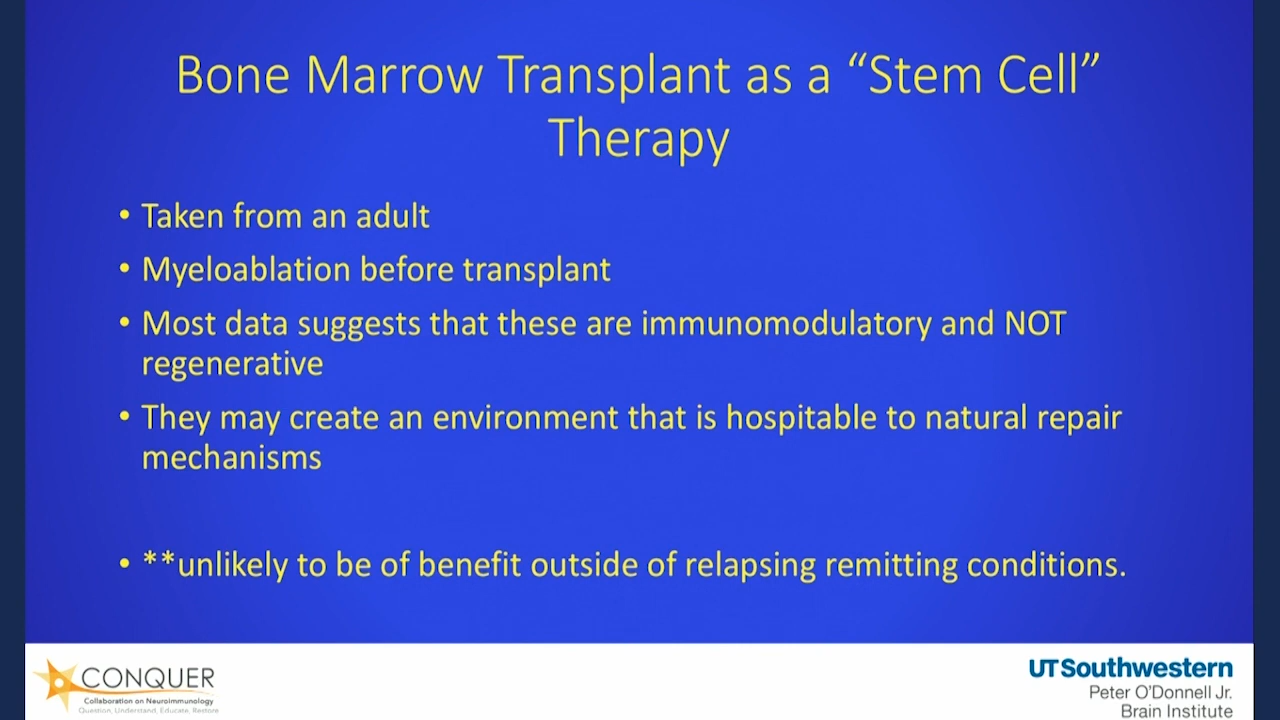 Bone Marrow Transplant as a “Stem Cell”
Therapy
• Taken from an adult
• Myeloablation before transplant
• Most data suggests that these are immunomodulatory and NOT
regenerative
• They may create an environment that is hospitable to natural repair
mechanisms
• **unlikely to be of benefit outside of relapsing remitting conditions.
CONQUER
Collaboration on Neuroimmunology
Question, Understand, Educate, Restore
UT Southwestern
Peter O'Donnell Jr.
Brain Institute